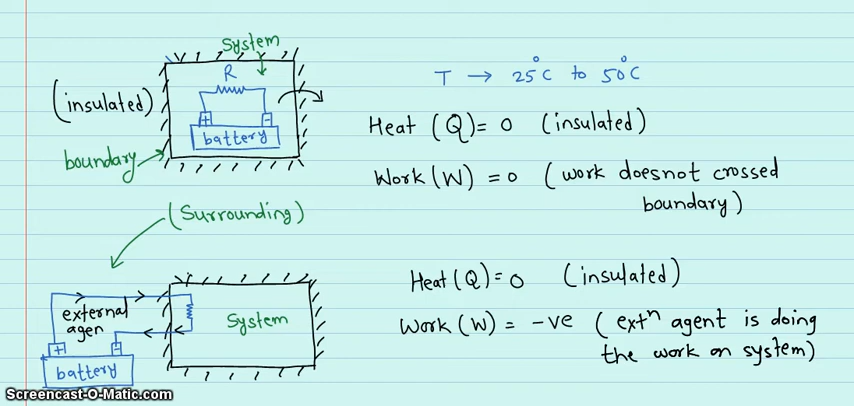 System
R
(insulated)
+ -
battery
boundary
T → 25°C to 50°C
Heat (Q) = 0 (insulated)
Work (W) = 0 (work doesnot crossed
boundary)
(Surrounding)
external
agen
+ -
battery
System
Heat (Q) = 0 (insulated)
Work (W) = -ve (extⁿ agent is doing
the work on system)
Screencast-O-Matic.com